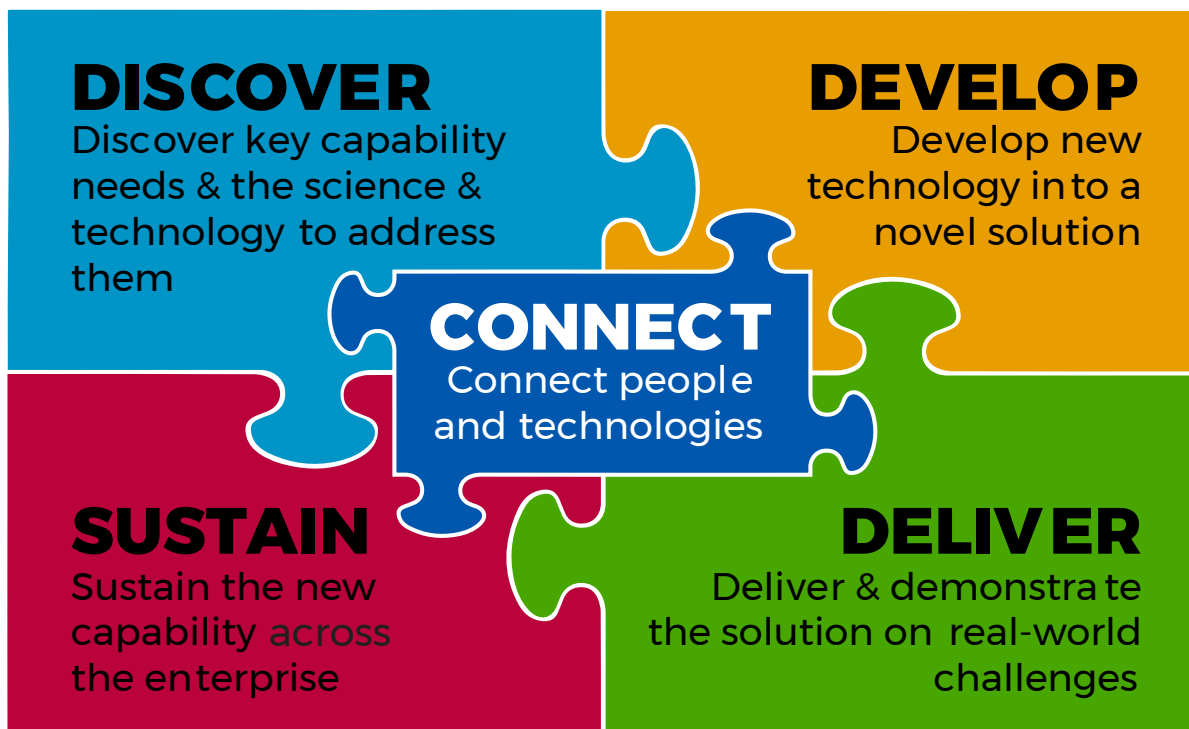 DISCOVER
Discover key capability
needs & the science &
technology to address
them
DEVELOP
Develop new
technology into a
novel solution
CONNECT
Connect people
and technologies
SUSTAIN
Sustain the new
capability across
the enterprise
DELIVER
Deliver & demonstrate
the solution on real-world
challenges